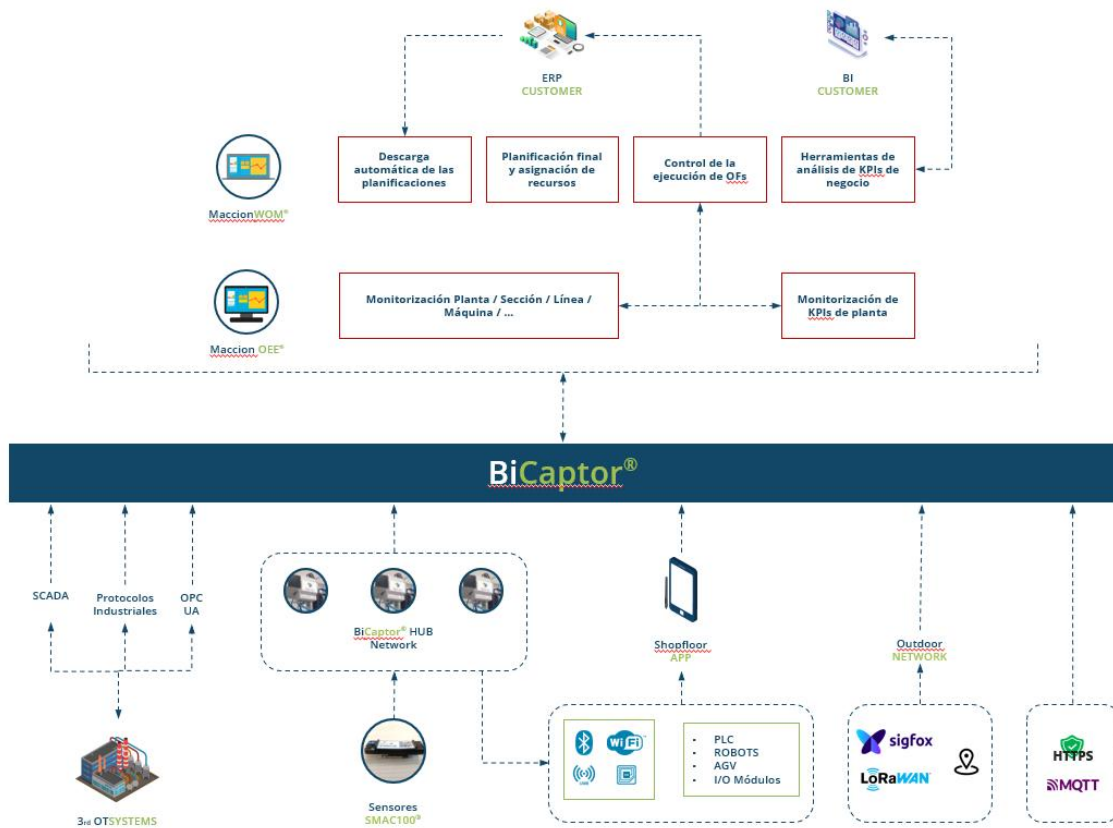 ERP
CUSTOMER
BI
CUSTOMER
Descarga
automática de las
planificaciones
Planificación final
y asignación de
recursos
Control de la
ejecución de OFs
Herramientas de
análisis de KPIs de
negocio
MaccionWOM®
Monitorización Planta / Sección / Línea /
Máquina / ...
Monitorización de
KPIs de planta
Maccion OEE®
BiCaptor®
SCADA
Protocolos
Industriales
OPC
UA
BiCaptor® HUB
Network
Shopfloor
APP
Outdoor
NETWORK
WiFi
• PLC
• ROBOTS
• AGV
• I/O Módulos
sigfox
LoRaWAN
HTTPS
MQTT
3rd OTSYSTEMS
Sensores
SMAC100®